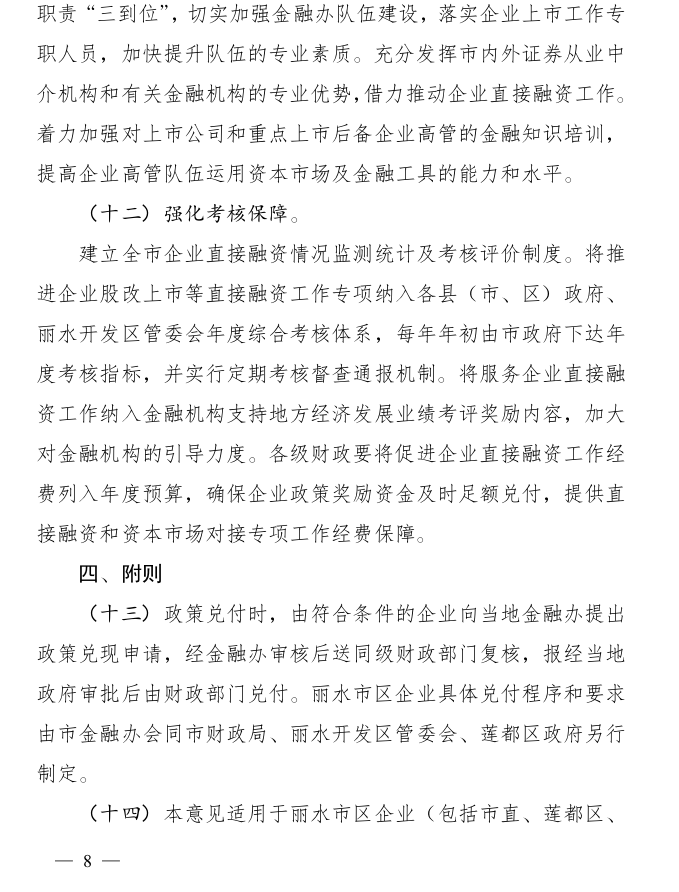 职责“三到位”，切实加强金融办队伍建设，落实企业上市工作专
职人员，加快提升队伍的专业素质。充分发挥市内外证券从业中
介机构和有关金融机构的专业优势，借力推动企业直接融资工作。
着力加强对上市公司和重点上市后备企业高管的金融知识培训，
提高企业高管队伍运用资本市场及金融工具的能力和水平。
（十二）强化考核保障。
建立全市企业直接融资情况监测统计及考核评价制度。将推
进企业股改上市等直接融资工作专项纳入各县（市、区）政府、
丽水开发区管委会年度综合考核体系，每年年初由市政府下达年
度考核指标，并实行定期考核督查通报机制。将服务企业直接融
资工作纳入金融机构支持地方经济发展业绩考评奖励内容，加大
对金融机构的引导力度。各级财政要将促进企业直接融资工作经
费列入年度预算，确保企业政策奖励资金及时足额兑付，提供直
接融资和资本市场对接专项工作经费保障。
四、附则
（十三）政策兑付时，由符合条件的企业向当地金融办提出
政策兑现申请，经金融办审核后送同级财政部门复核，报经当地
政府审批后由财政部门兑付。丽水市区企业具体兑付程序和要求
由市金融办会同市财政局、丽水开发区管委会、莲都区政府另行
制定。
（十四）本意见适用于丽水市区企业（包括市直、莲都区、
— 8 —